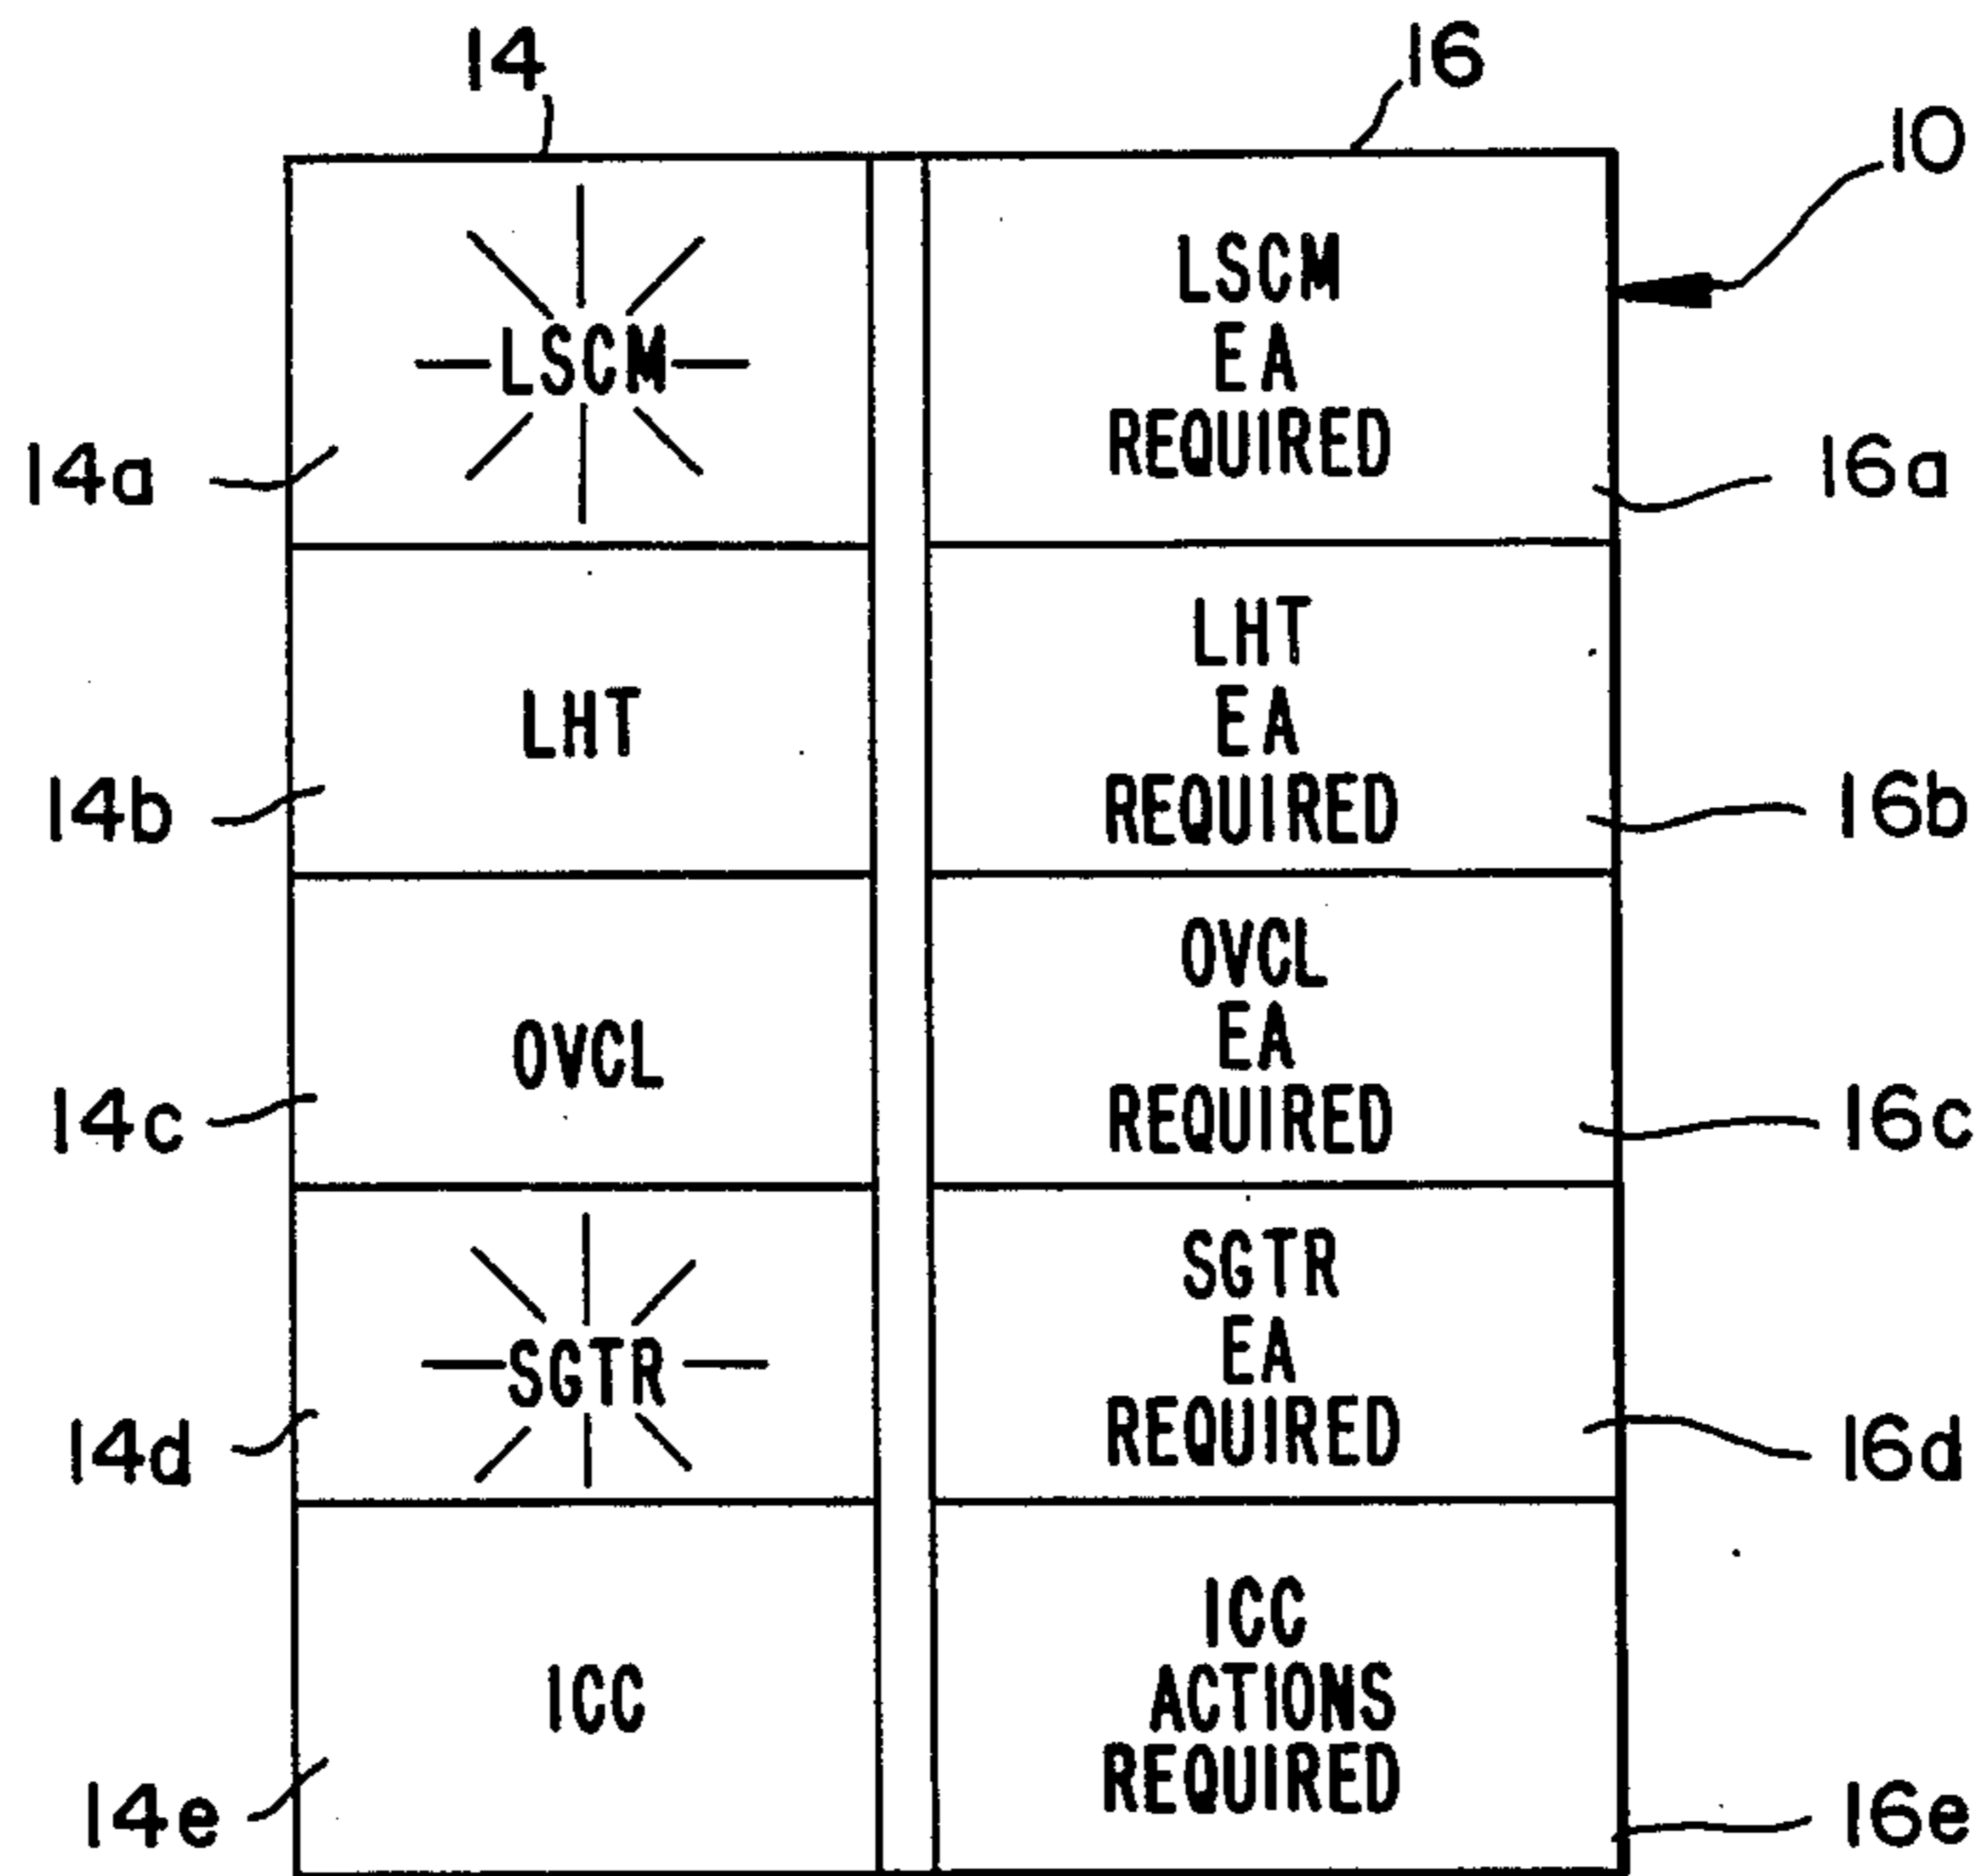 14
16
10
LSCM
LSCM
EA
REQUIRED
14a
16a
LHT
LHT
EA
REQUIRED
14b
16b
OVCL
OVCL
EA
REQUIRED
14c
16c
SGTR
SGTR
EA
REQUIRED
14d
16d
ICC
ICC
ACTIONS
REQUIRED
14e
16e